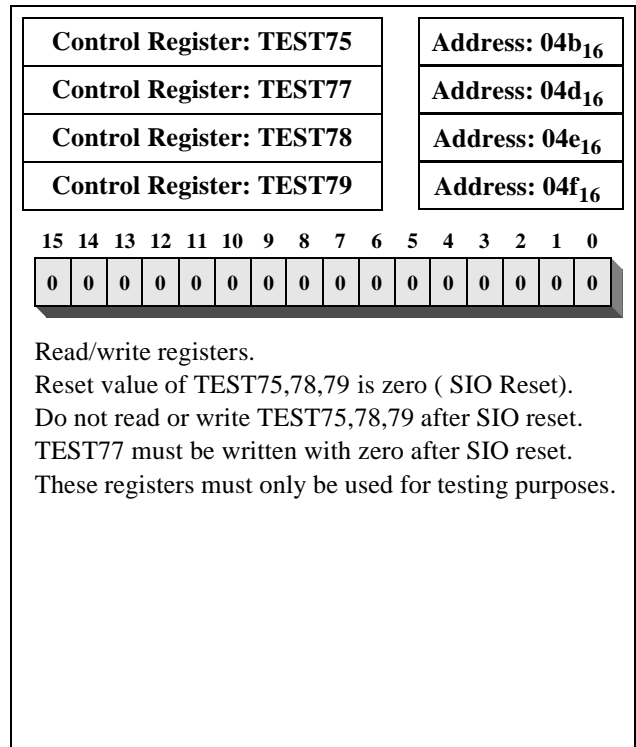 Control Register: TEST75 Address: 04b16
Control Register: TEST77 Address: 04d16
Control Register: TEST78 Address: 04e16
Control Register: TEST79 Address: 04f16
15 14 13 12 11 10 9 8 7 6 5 4 3 2 1 0
0 0 0 0 0 0 0 0 0 0 0 0 0 0 0 0
Read/write registers.
Reset value of TEST75,78,79 is zero ( SIO Reset).
Do not read or write TEST75,78,79 after SIO reset.
TEST77 must be written with zero after SIO reset.
These registers must only be used for testing purposes.